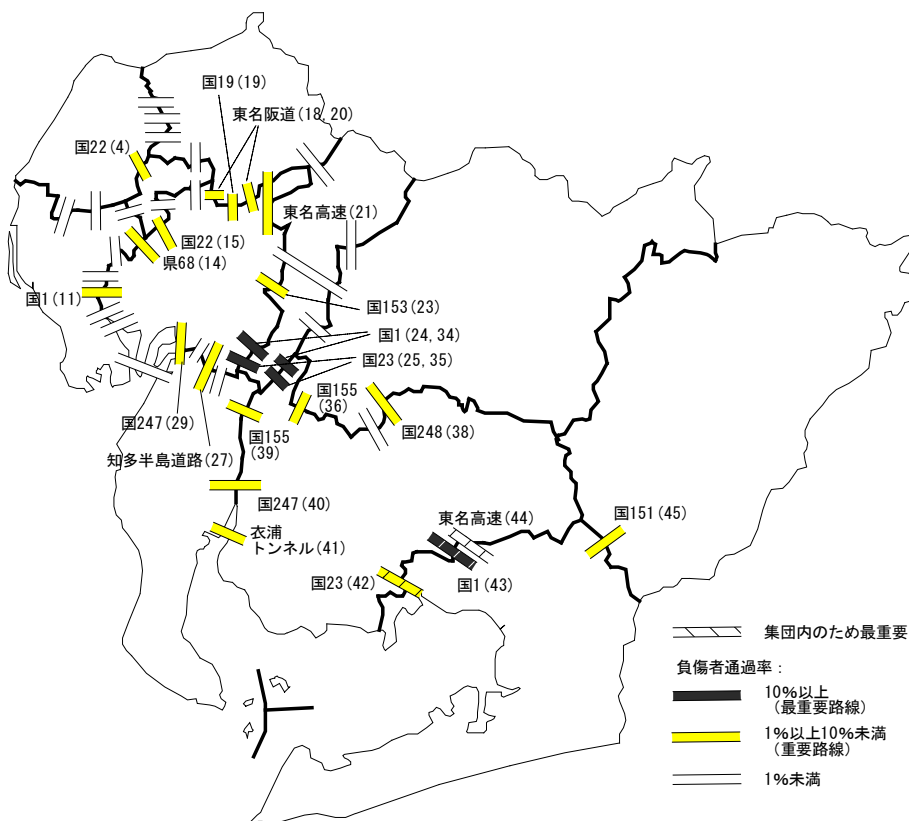 国19(19)
東名阪道(18, 20)
国22(4)
東名高速(21)
国22(15)
県68(14)
国1(11)
国153(23)
国1(24, 34)
国23(25, 35)
国155
(36)
国247(29)
国155
(39)
国248(38)
知多半島道路(27)
国247(40)
東名高速(44)
国151(45)
衣浦
トンネル(41)
国23(42)
国1(43)
集団内のため最重要
負傷者通過率：
10%以上
(最重要路線)
1%以上10%未満
(重要路線)
1%未満